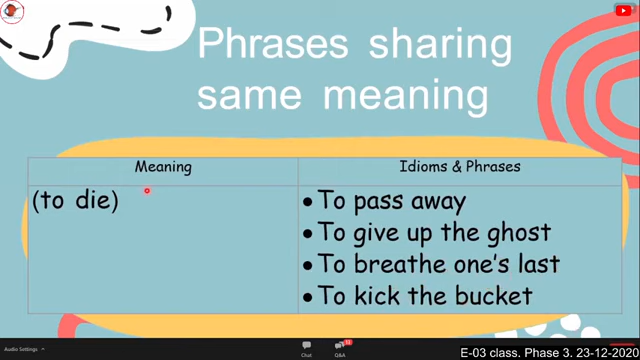 Phrases sharing
same meaning
Meaning
Idioms & Phrases
(to die)
• To pass away
• To give up the ghost
• To breathe one's last
• To kick the bucket
Audio Settings
Chat
Q&A
E-03 class. Phase 3. 23-12-2020